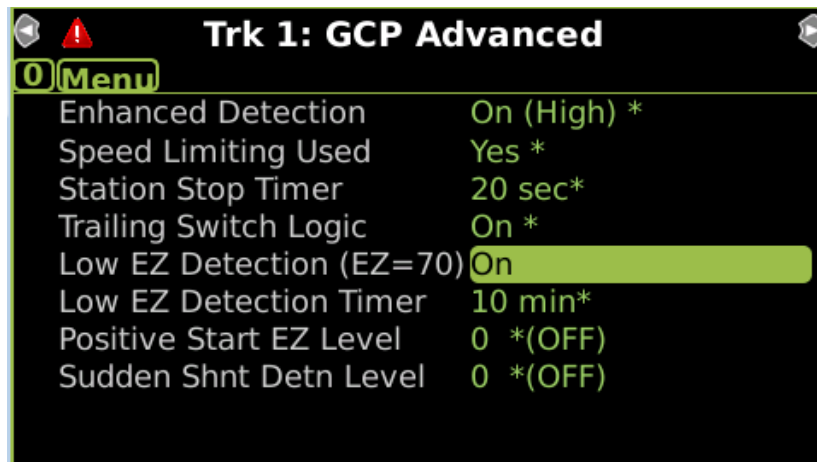 Trk 1: GCP Advanced
0 Menu
Enhanced Detection On (High) *
Speed Limiting Used Yes *
Station Stop Timer 20 sec*
Trailing Switch Logic On *
Low EZ Detection (EZ=70) On
Low EZ Detection Timer 10 min*
Positive Start EZ Level 0 *(OFF)
Sudden Shnt Detn Level 0 *(OFF)